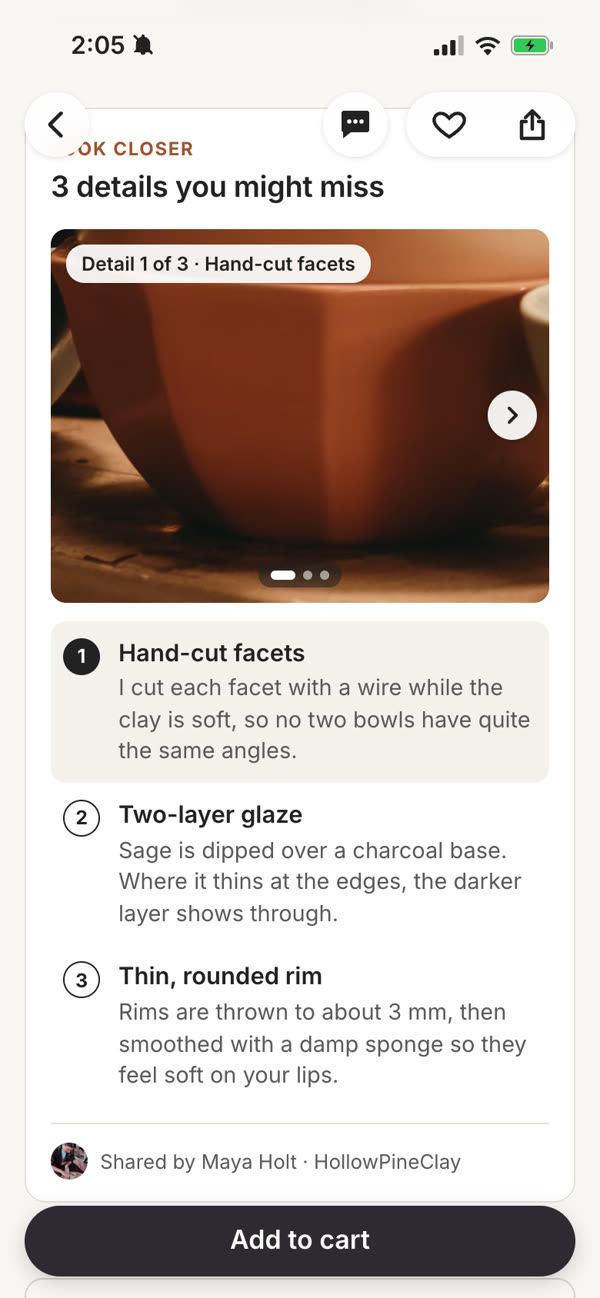 2:05
OOK CLOSER
3 details you might miss
Detail 1 of 3 · Hand-cut facets
1
Hand-cut facets
I cut each facet with a wire while the
clay is soft, so no two bowls have quite
the same angles.
2
Two-layer glaze
Sage is dipped over a charcoal base.
Where it thins at the edges, the darker
layer shows through.
3
Thin, rounded rim
Rims are thrown to about 3 mm, then
smoothed with a damp sponge so they
feel soft on your lips.
Shared by Maya Holt · HollowPineClay
Add to cart